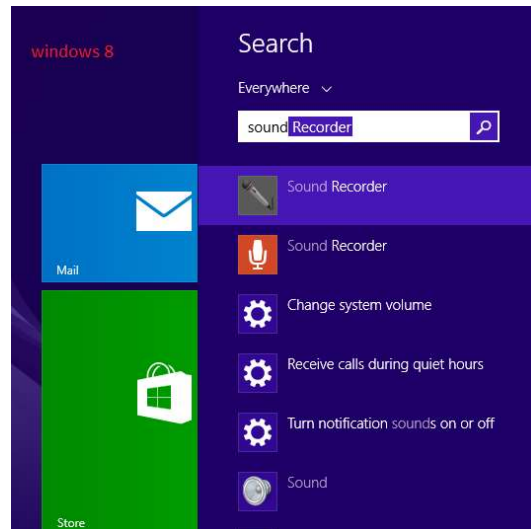 windows 8
Search
Everywhere
sound Recorder
Sound Recorder
Sound Recorder
Change system volume
Receive calls during quiet hours
Turn notification sounds on or off
Sound
Mail
Store